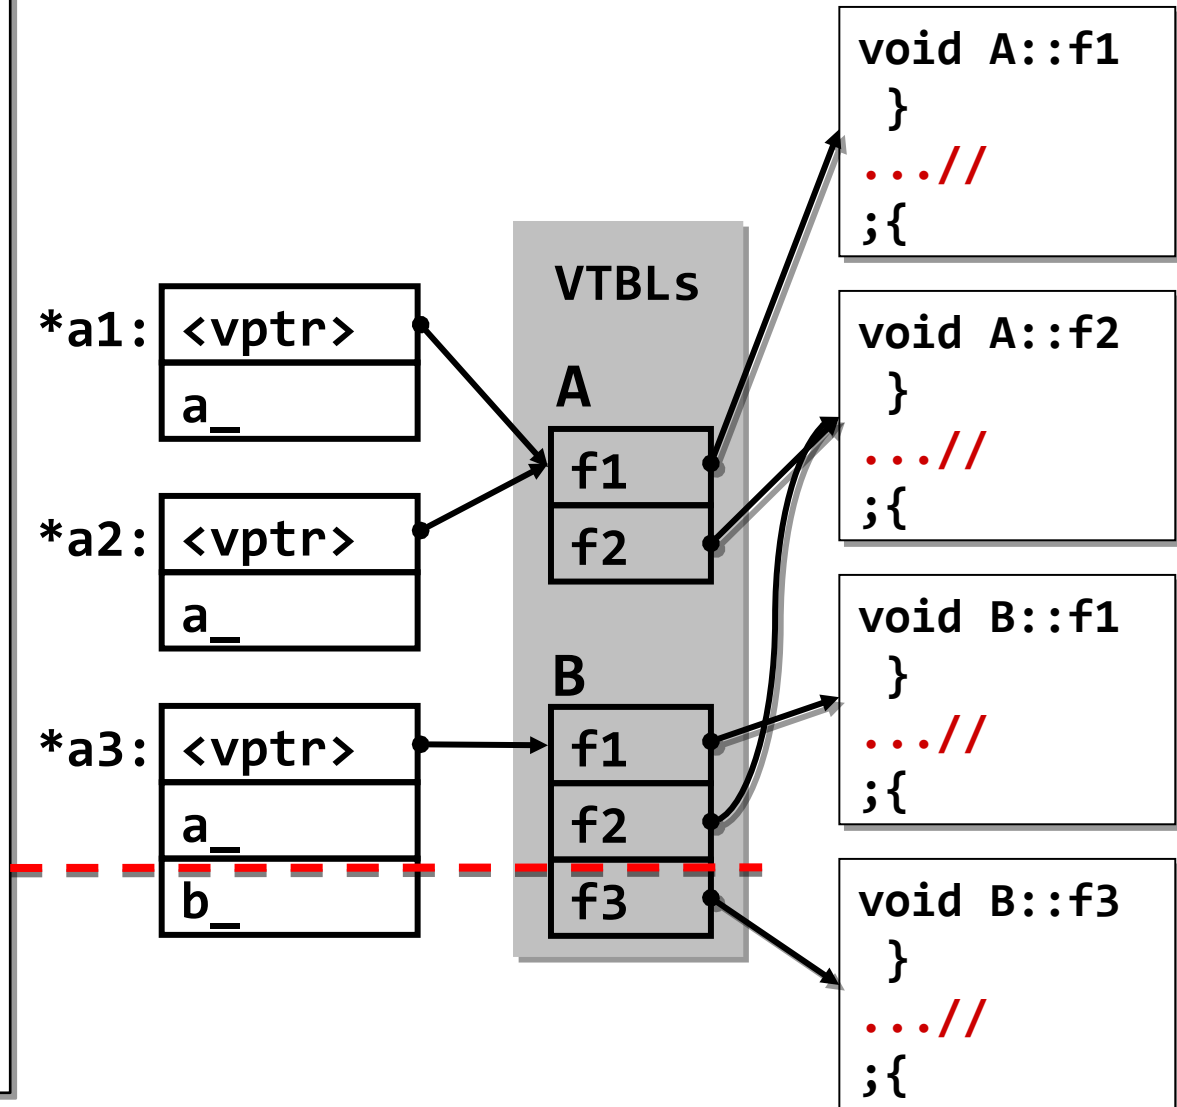 *a1:
<vptr>
a_
*a2:
<vptr>
a_
*a3:
<vptr>
a_
b_
VTBLs
A
f1
f2
B
f1
f2
f3
void A::f1
}
...//
;{
void A::f2
}
...//
;{
void B::f1
}
...//
;{
void B::f3
}
...//
;{